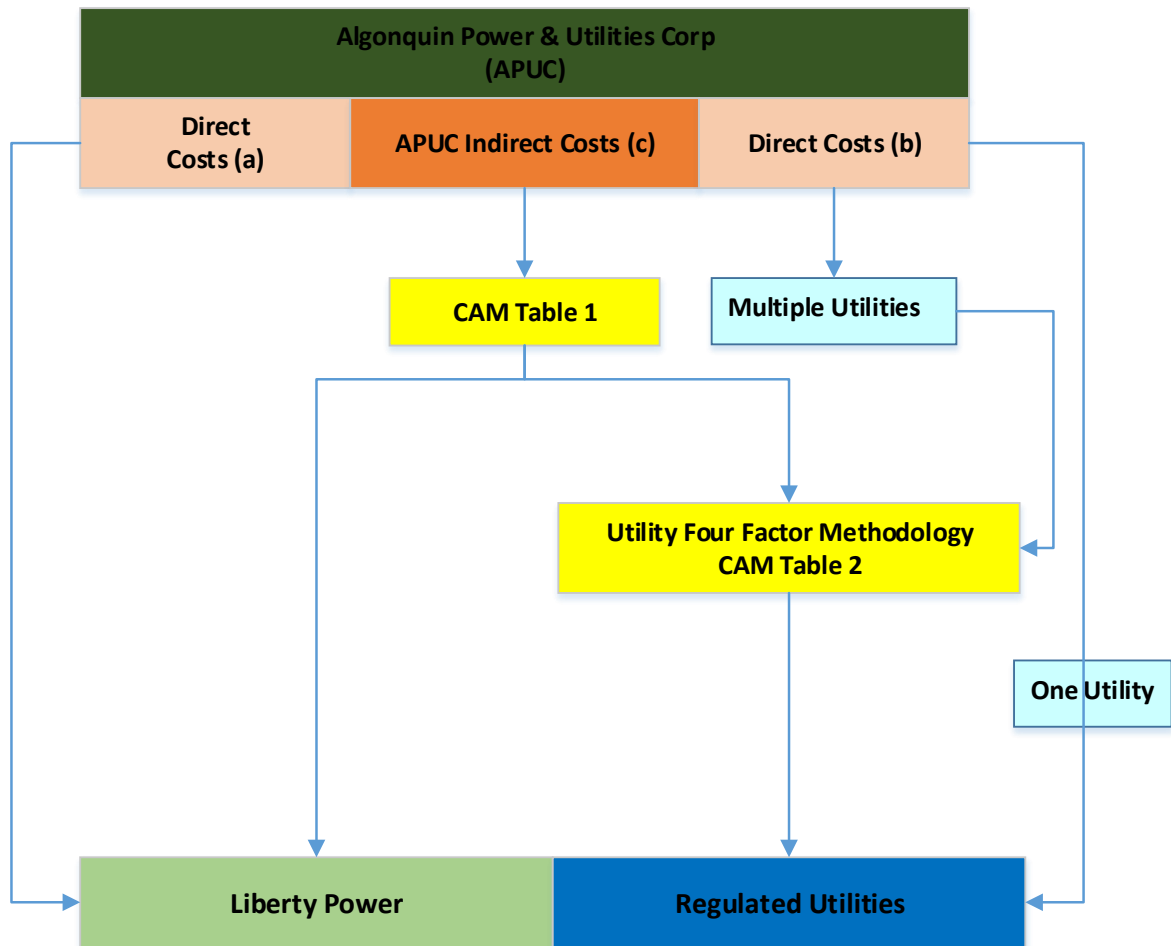 Algonquin Power & Utilities Corp
(APUC)
Direct
Costs (a)
APUC Indirect Costs (c)
Direct Costs (b)
CAM Table 1
Multiple Utilities
Utility Four Factor Methodology
CAM Table 2
One Utility
Liberty Power
Regulated Utilities